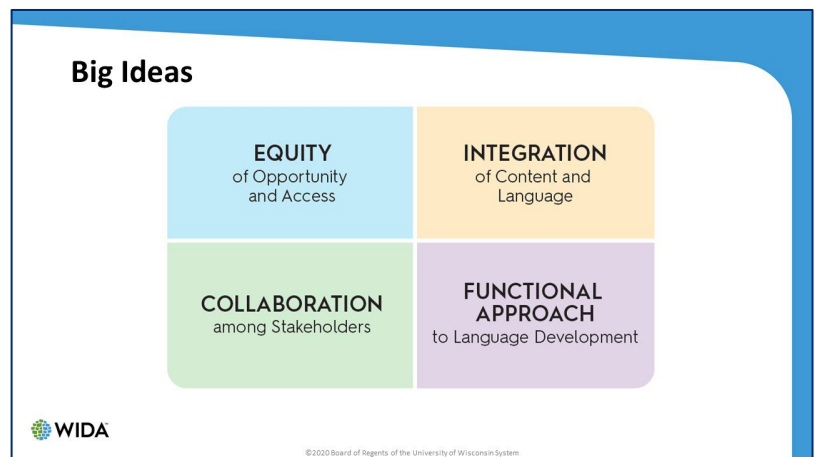 Big Ideas
EQUITY
of Opportunity
and Access
INTEGRATION
of Content and
Language
COLLABORATION
among Stakeholders
FUNCTIONAL
APPROACH
to Language Development
WIDA
©2020 Board of Regents of the University of Wisconsin System